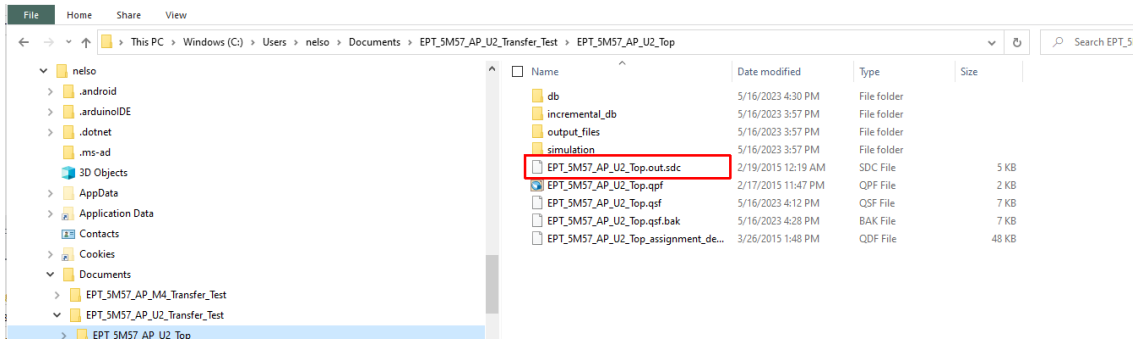 File Home Share View
This PC > Windows (C:) > Users > nelso > Documents > EPT_5M57_AP_U2_Transfer_Test > EPT_5M57_AP_U2_Top
Search EPT_5
nelso
.android
.arduinoIDE
.dotnet
.ms-ad
3D Objects
AppData
Application Data
Contacts
Cookies
Documents
EPT_5M57_AP_M4_Transfer_Test
EPT_5M57_AP_U2_Transfer_Test
EPT_5M57_AP_U2_Top
Name Date modified Type Size
db 5/16/2023 4:30 PM File folder
incremental_db 5/16/2023 3:57 PM File folder
output_files 5/16/2023 3:57 PM File folder
simulation 5/16/2023 3:57 PM File folder
EPT_5M57_AP_U2_Top.out.sdc 2/19/2015 12:19 AM SDC File 5 KB
EPT_5M57_AP_U2_Top.qpf 2/17/2015 11:47 PM QPF File 2 KB
EPT_5M57_AP_U2_Top.qsf 5/16/2023 4:12 PM QSF File 7 KB
EPT_5M57_AP_U2_Top.qsf.bak 5/16/2023 4:28 PM BAK File 7 KB
EPT_5M57_AP_U2_Top_assignment_de... 3/26/2015 1:48 PM QDF File 48 KB